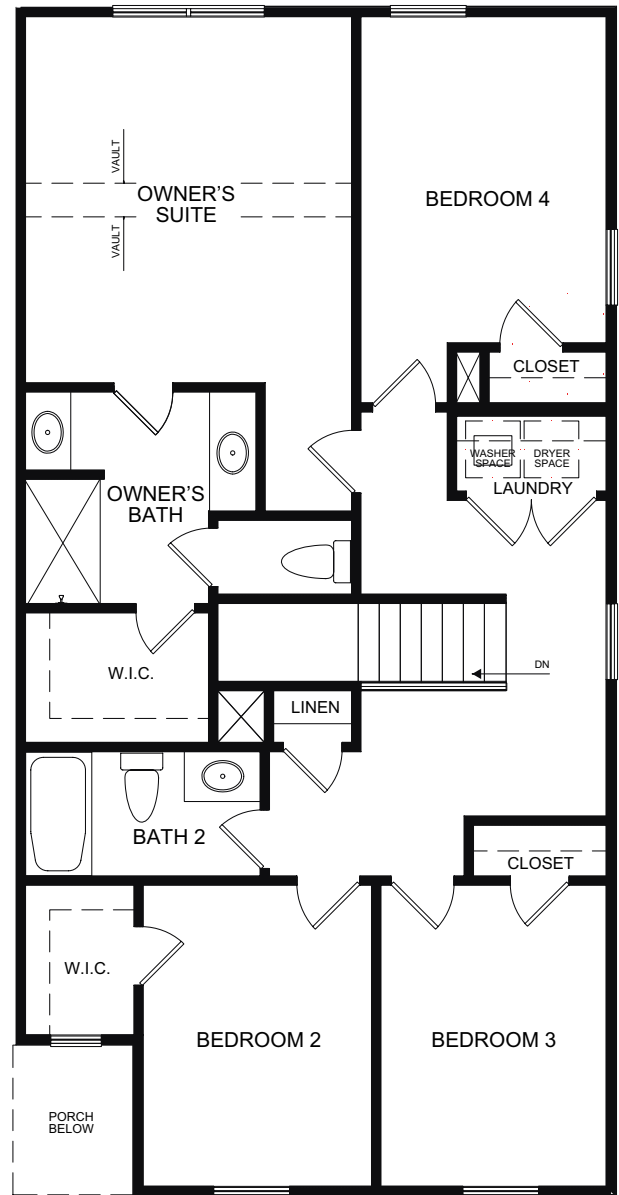 VAULT
OWNER'S
SUITE
VAULT
BEDROOM 4
CLOSET
WASHER
SPACE
DRYER
SPACE
LAUNDRY
OWNER'S
BATH
W.I.C.
DN
LINEN
BATH 2
CLOSET
W.I.C.
BEDROOM 2
BEDROOM 3
PORCH
BELOW